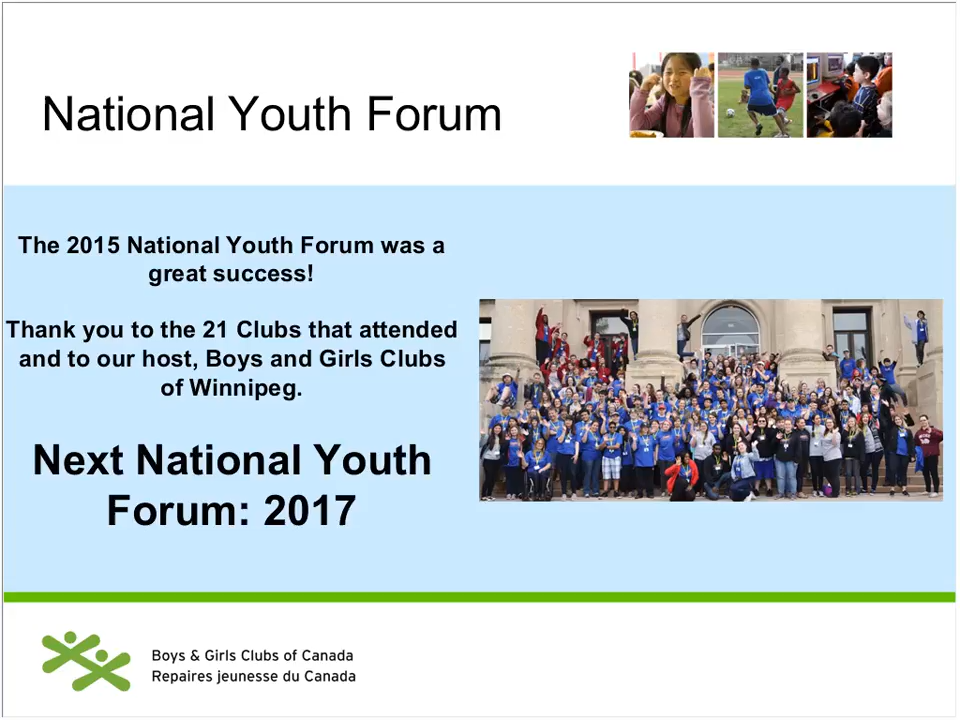 National Youth Forum
The 2015 National Youth Forum was a
great success!
Thank you to the 21 Clubs that attended
and to our host, Boys and Girls Clubs
of Winnipeg.
Next National Youth
Forum: 2017
Boys & Girls Clubs of Canada
Repaires jeunesse du Canada